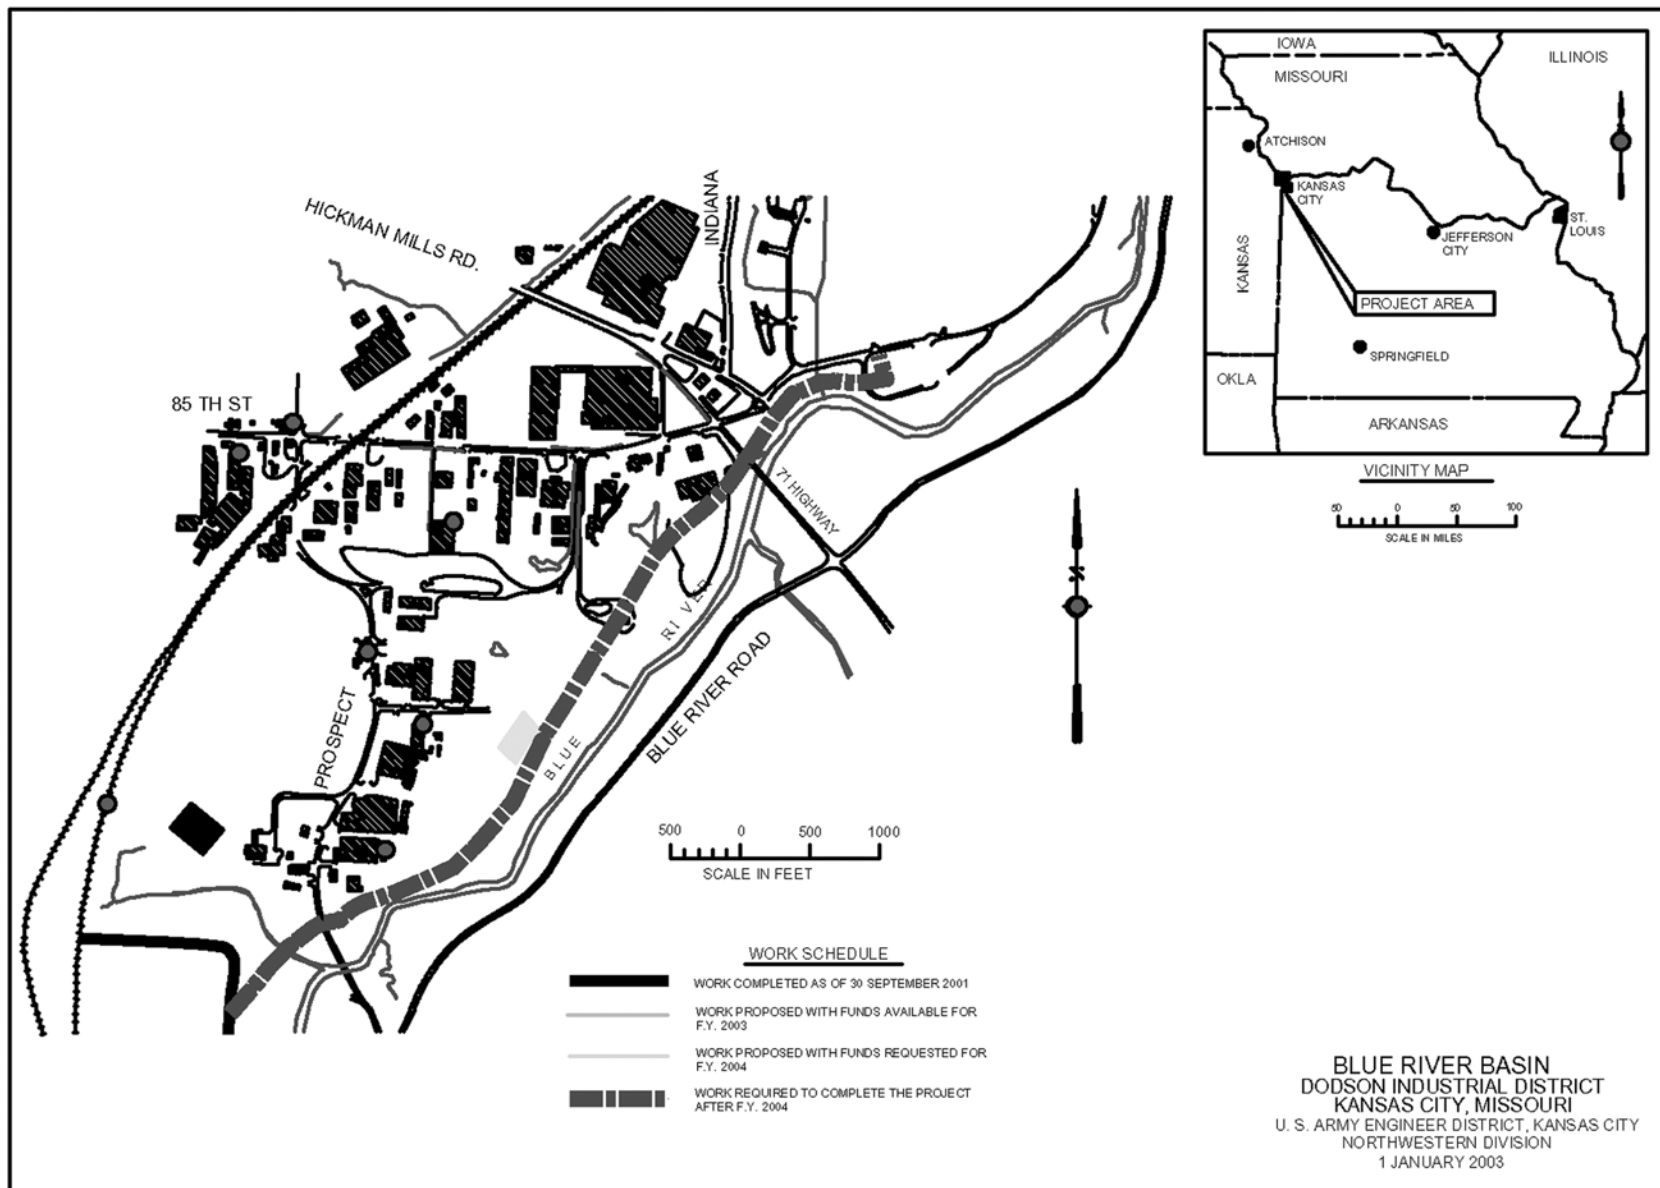 IOWA
ILLINOIS
MISSOURI
ATCHISON
KANSAS
CITY
ST.
LOUIS
JEFFERSON
CITY
KANSAS
PROJECT AREA
SPRINGFIELD
OKLA
ARKANSAS
VICINITY MAP
50 0 50 100
SCALE IN MILES
HICKMAN MILLS RD.
INDIANA
85 TH ST
71 HIGHWAY
N
BLUE RIVER
BLUE RIVER ROAD
PROSPECT
500 0 500 1000
SCALE IN FEET
WORK SCHEDULE
WORK COMPLETED AS OF 30 SEPTEMBER 2001
WORK PROPOSED WITH FUNDS AVAILABLE FOR
F.Y. 2003
WORK PROPOSED WITH FUNDS REQUESTED FOR
F.Y. 2004
WORK REQUIRED TO COMPLETE THE PROJECT
AFTER F.Y. 2004
BLUE RIVER BASIN
DODSON INDUSTRIAL DISTRICT
KANSAS CITY, MISSOURI
U. S. ARMY ENGINEER DISTRICT, KANSAS CITY
NORTHWESTERN DIVISION
1 JANUARY 2003